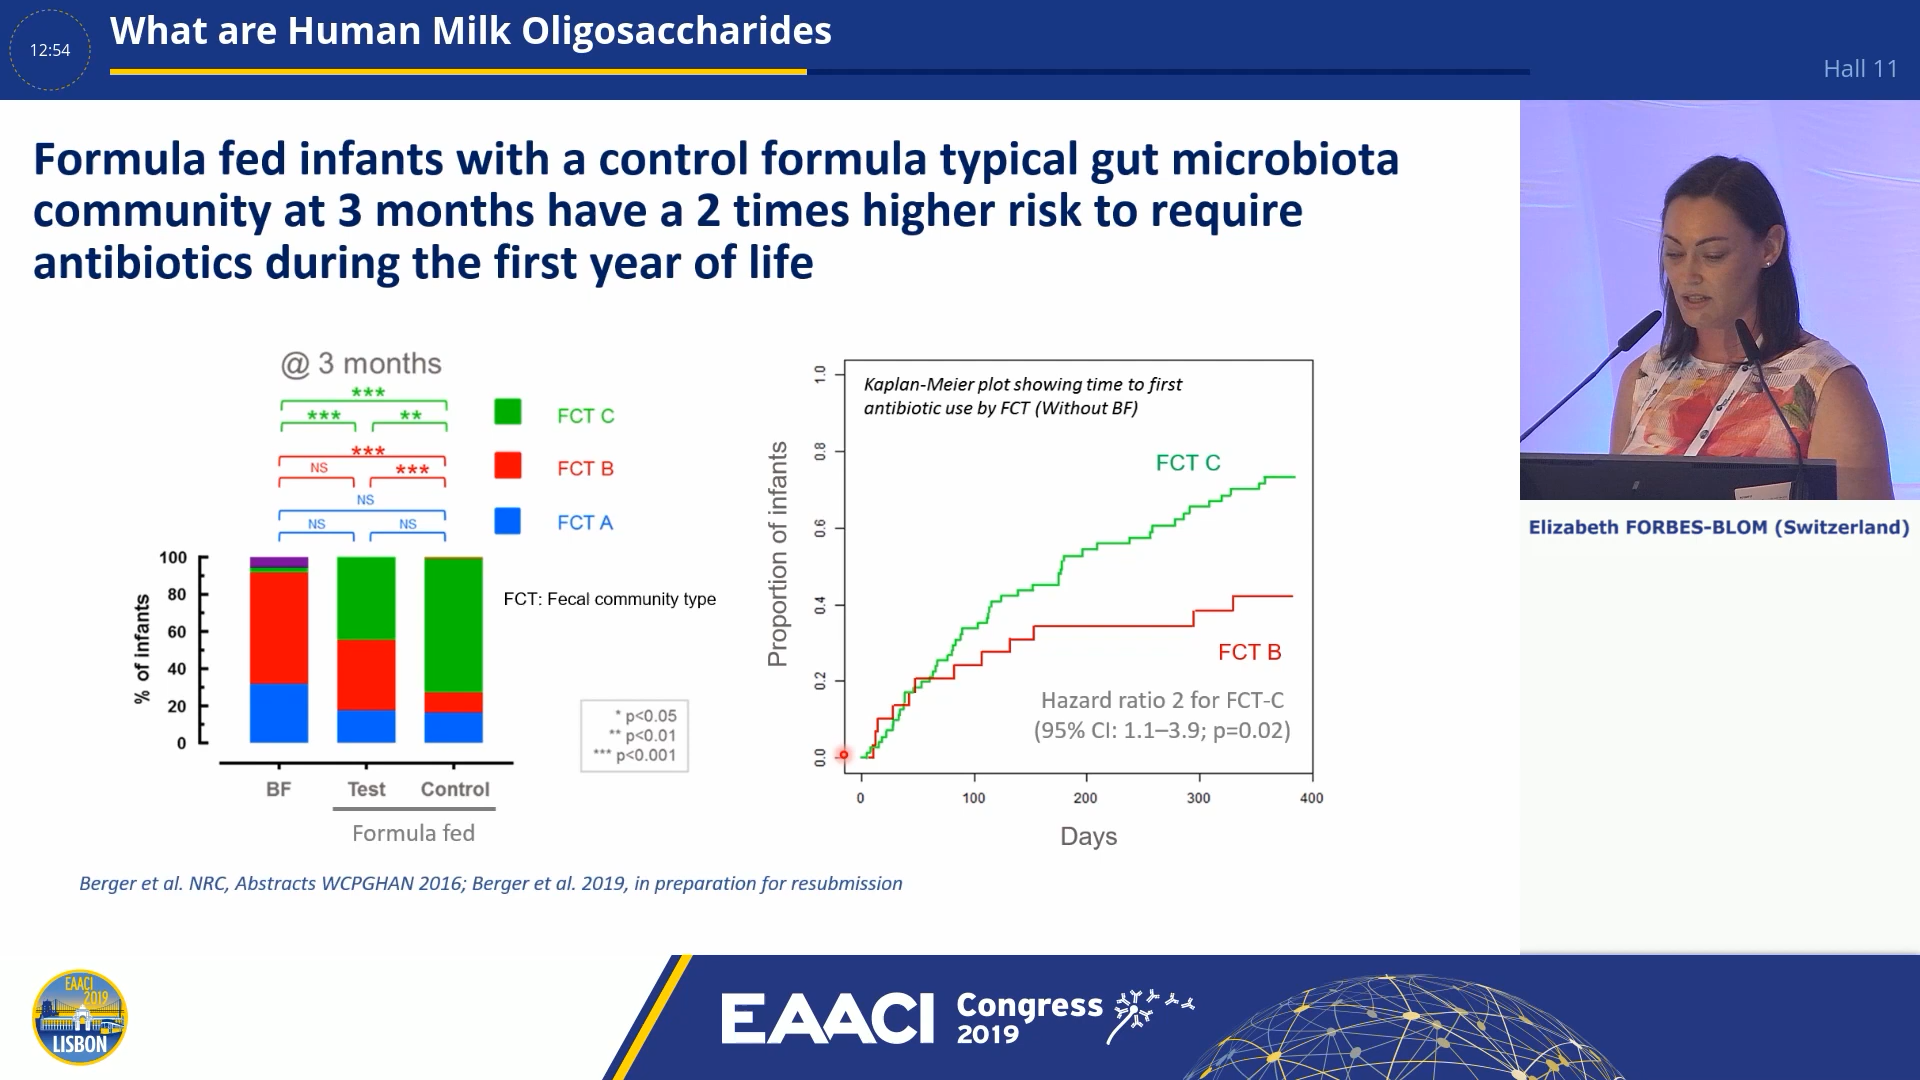 12:54
What are Human Milk Oligosaccharides
Hall 11
Formula fed infants with a control formula typical gut microbiota
community at 3 months have a 2 times higher risk to require
antibiotics during the first year of life
@ 3 months
***
*** **
***
NS ***
NS
NS NS
FCT C
FCT B
FCT A
FCT: Fecal community type
% of infants
100
80
60
40
20
0
BF Test Control
Formula fed
* p<0.05
** p<0.01
*** p<0.001
Kaplan-Meier plot showing time to first
antibiotic use by FCT (Without BF)
Proportion of infants
1.0
0.8
0.6
0.4
0.2
0.0
FCT C
FCT B
Hazard ratio 2 for FCT-C
(95% CI: 1.1–3.9; p=0.02)
0 100 200 300 400
Days
Berger et al. NRC, Abstracts WCPGHAN 2016; Berger et al. 2019, in preparation for resubmission
Elizabeth FORBES-BLOM (Switzerland)
EAACI
2019
LISBON
EAACI Congress
2019